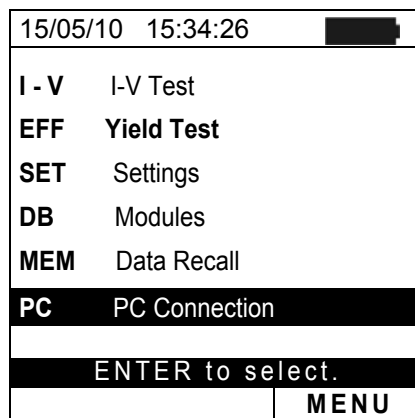 15/05/10 15:34:26
I - V I-V Test
EFF Yield Test
SET Settings
DB Modules
MEM Data Recall
PC PC Connection
ENTER to select.
MENU